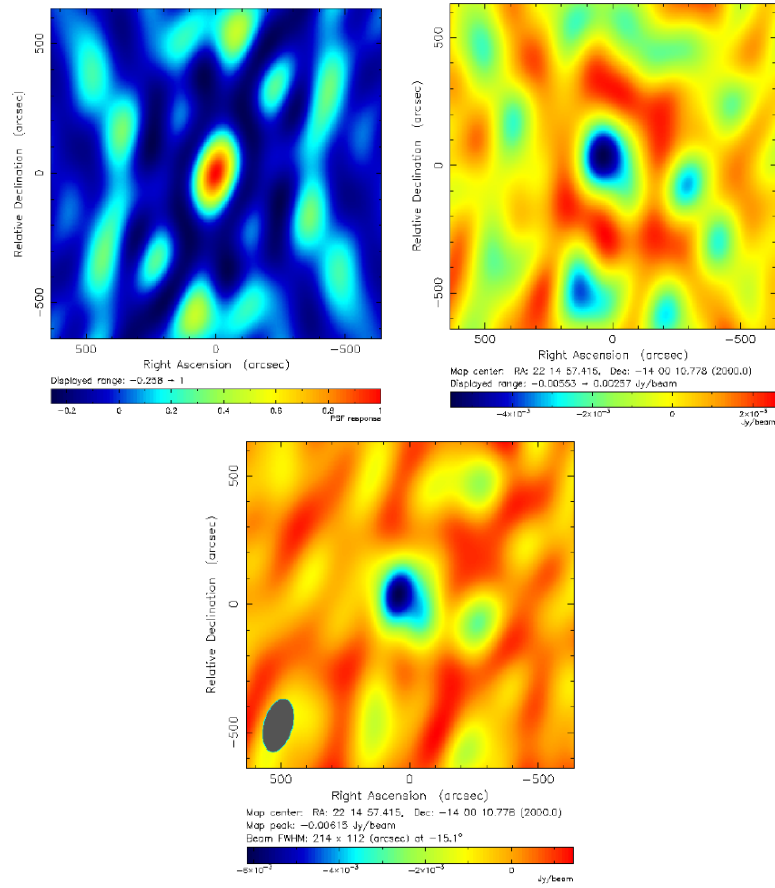 500
0
−500
Relative Declination (arcsec)
500
0
−500
Right Ascension (arcsec)
Displayed range: −0.258 → 1
−0.2
0
0.2
0.4
0.6
0.8
1
PSF response
500
0
−500
Relative Declination (arcsec)
500
0
−500
Right Ascension (arcsec)
Map center: RA: 22 14 57.415, Dec: −14 00 10.778 (2000.0)
Displayed range: −0.00553 → 0.00257 Jy/beam
−4×10⁻³
−2×10⁻³
0
2×10⁻³
Jy/beam
500
0
−500
Relative Declination (arcsec)
500
0
−500
Right Ascension (arcsec)
Map center: RA: 22 14 57.415, Dec: −14 00 10.778 (2000.0)
Map peak: −0.00615 Jy/beam
Beam FWHM: 214 x 112 (arcsec) at −15.1°
−6×10⁻³
−4×10⁻³
−2×10⁻³
0
Jy/beam